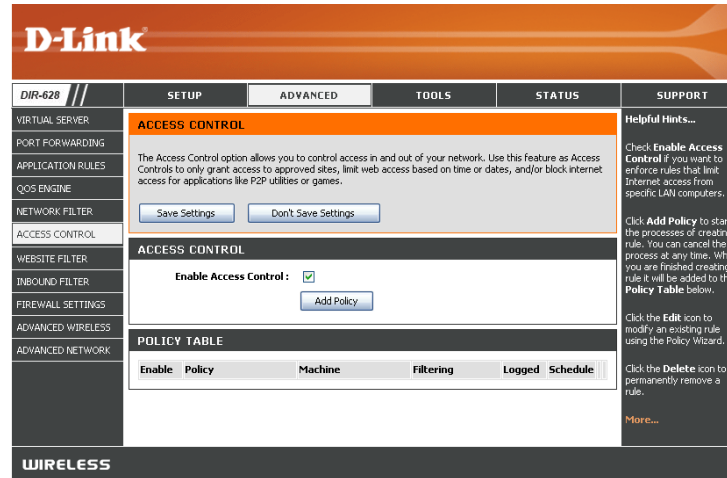 D-Link
DIR-628
SETUP
ADVANCED
TOOLS
STATUS
SUPPORT
VIRTUAL SERVER
PORT FORWARDING
APPLICATION RULES
QOS ENGINE
NETWORK FILTER
ACCESS CONTROL
WEBSITE FILTER
INBOUND FILTER
FIREWALL SETTINGS
ADVANCED WIRELESS
ADVANCED NETWORK
ACCESS CONTROL
The Access Control option allows you to control access in and out of your network. Use this feature as Access
Controls to only grant access to approved sites, limit web access based on time or dates, and/or block internet
access for applications like P2P utilities or games.
Save Settings
Don't Save Settings
ACCESS CONTROL
Enable Access Control :
Add Policy
POLICY TABLE
Enable Policy Machine Filtering Logged Schedule
Helpful Hints...
Check Enable Access
Control if you want to
enforce rules that limit
Internet access from
specific LAN computers.
Click Add Policy to star
the processes of creatin
rule. You can cancel the
process at any time. Wh
you are finished creating
rule it will be added to th
Policy Table below.
Click the Edit icon to
modify an existing rule
using the Policy Wizard.
Click the Delete icon to
permanently remove a
rule.
More...
WIRELESS